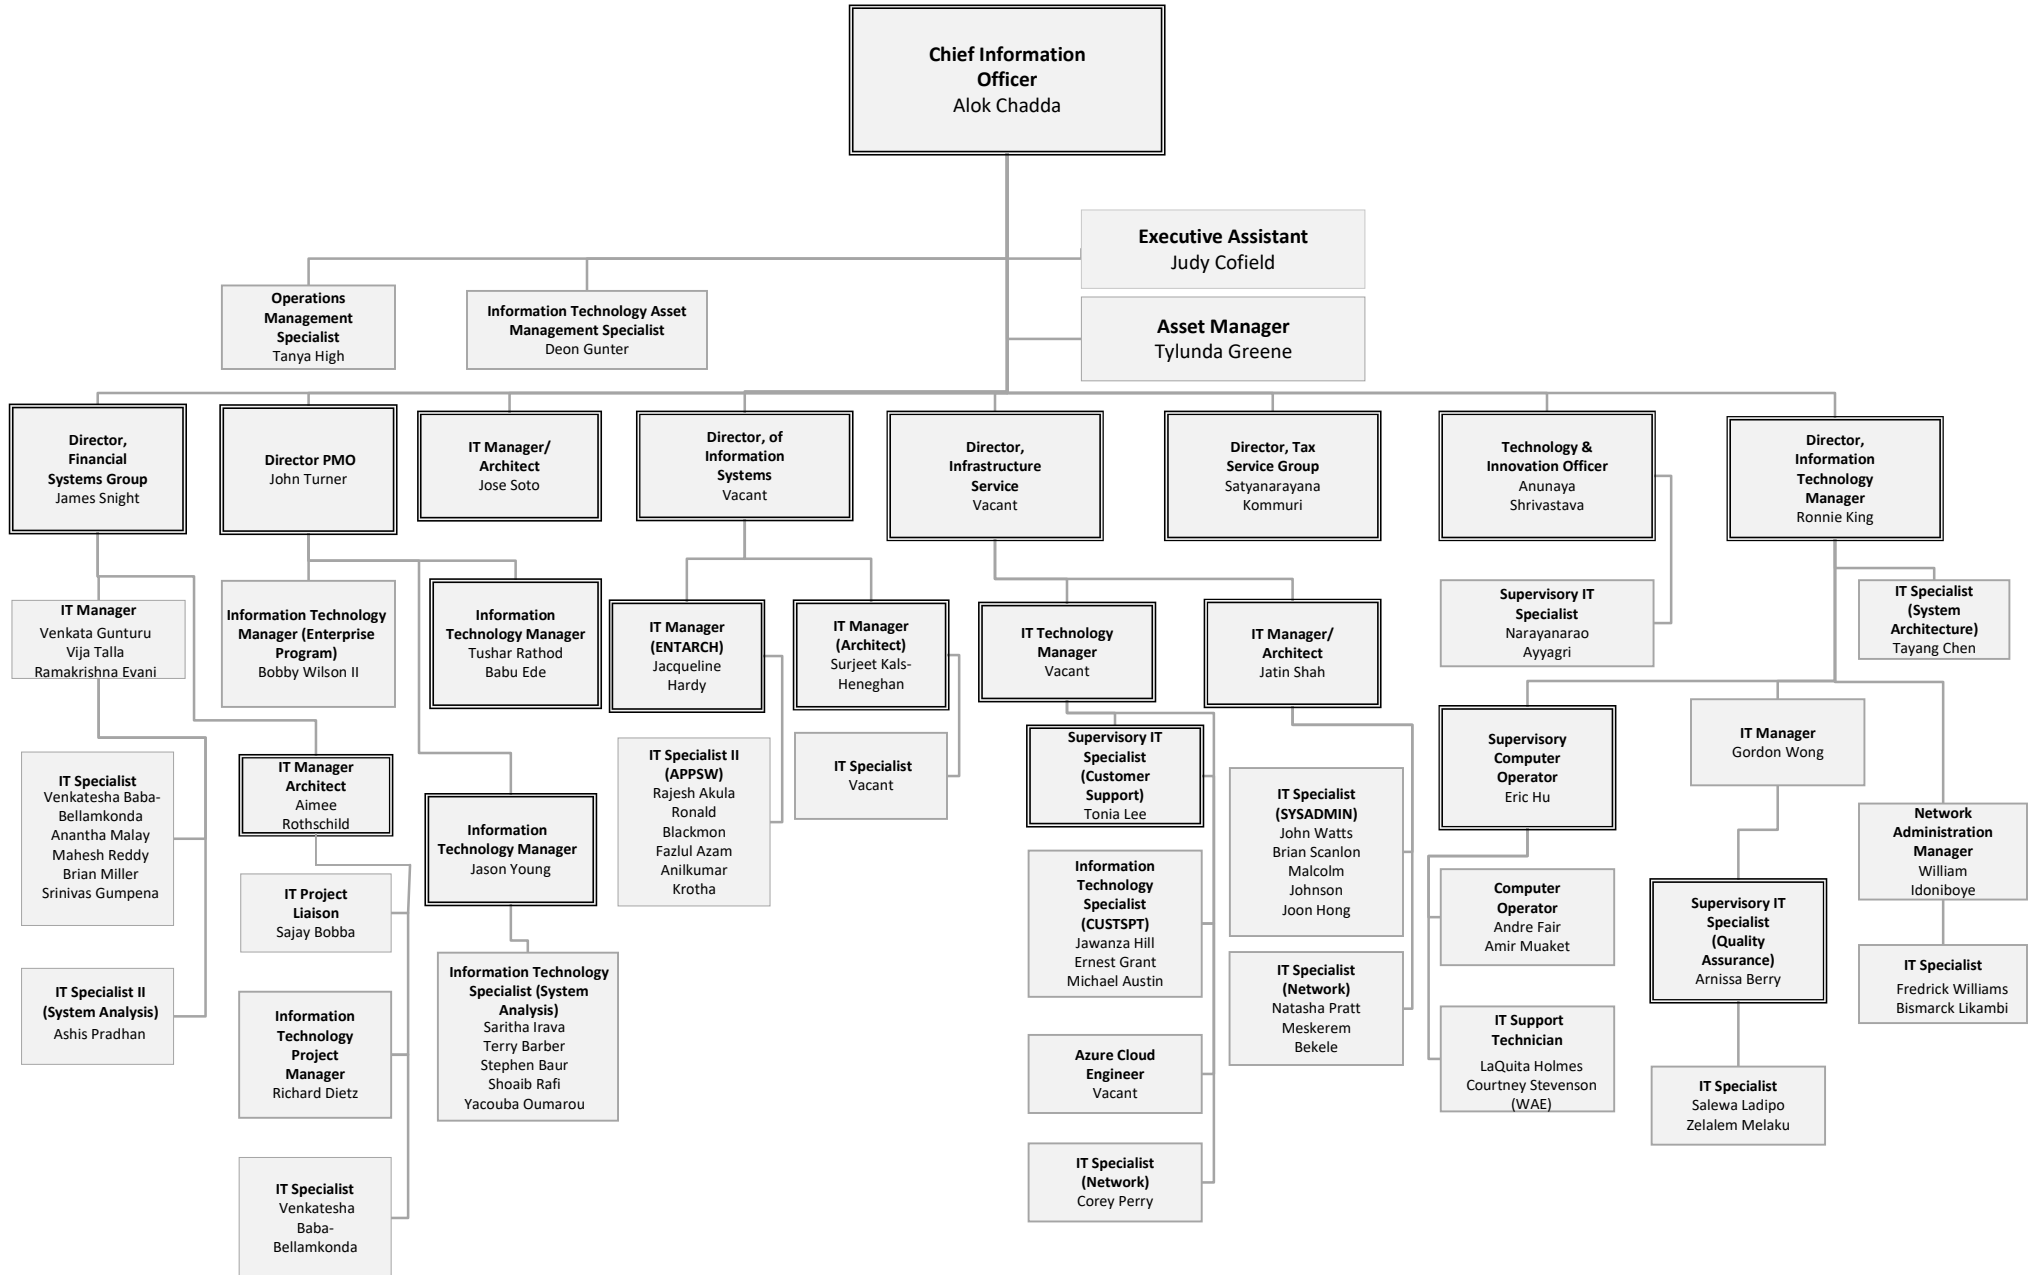 Chief Information
Officer
Alok Chadda
Executive Assistant
Judy Cofield
Operations
Management
Specialist
Tanya High
Information Technology Asset
Management Specialist
Deon Gunter
Asset Manager
Tylunda Greene
Director,
Financial
Systems Group
James Snight
Director PMO
John Turner
IT Manager/
Architect
Jose Soto
Director, of
Information
Systems
Vacant
Director,
Infrastructure
Service
Vacant
Director, Tax
Service Group
Satyanarayana
Kommuri
Technology &
Innovation Officer
Anunaya
Shrivastava
Director,
Information
Technology
Manager
Ronnie King
IT Manager
Venkata Gunturu
Vija Talla
Ramakrishna Evani
Information Technology
Manager (Enterprise
Program)
Bobby Wilson II
Information
Technology Manager
Tushar Rathod
Babu Ede
IT Manager
(ENTARCH)
Jacqueline
Hardy
IT Manager
(Architect)
Surjeet Kals-
Heneghan
IT Technology
Manager
Vacant
IT Manager/
Architect
Jatin Shah
Supervisory IT
Specialist
Narayanarao
Ayyagri
IT Specialist
(System
Architecture)
Tayang Chen
IT Specialist
Venkatesha Baba-
Bellamkonda
Anantha Malay
Mahesh Reddy
Brian Miller
Srinivas Gumpena
IT Manager
Architect
Aimee
Rothschild
Information
Technology Manager
Jason Young
IT Specialist II
(APPSW)
Rajesh Akula
Ronald
Blackmon
Fazlul Azam
Anilkumar
Krotha
IT Specialist
Vacant
Supervisory IT
Specialist
(Customer
Support)
Tonia Lee
IT Specialist
(SYSADMIN)
John Watts
Brian Scanlon
Malcolm
Johnson
Joon Hong
Supervisory
Computer
Operator
Eric Hu
IT Manager
Gordon Wong
Network
Administration
Manager
William
Idoniboye
IT Project
Liaison
Sajay Bobba
Information
Technology
Specialist
(CUSTSPT)
Jawanza Hill
Ernest Grant
Michael Austin
Computer
Operator
Andre Fair
Amir Muaket
Supervisory IT
Specialist
(Quality
Assurance)
Arnissa Berry
IT Specialist
Fredrick Williams
Bismarck Likambi
IT Specialist II
(System Analysis)
Ashis Pradhan
Information
Technology
Project
Manager
Richard Dietz
Information Technology
Specialist (System
Analysis)
Saritha Irava
Terry Barber
Stephen Baur
Shoaib Rafi
Yacouba Oumarou
IT Specialist
(Network)
Natasha Pratt
Meskerem
Bekele
Azure Cloud
Engineer
Vacant
IT Support
Technician
LaQuita Holmes
Courtney Stevenson
(WAE)
IT Specialist
Salewa Ladipo
Zelalem Melaku
IT Specialist
Venkatesha
Baba-
Bellamkonda
IT Specialist
(Network)
Corey Perry